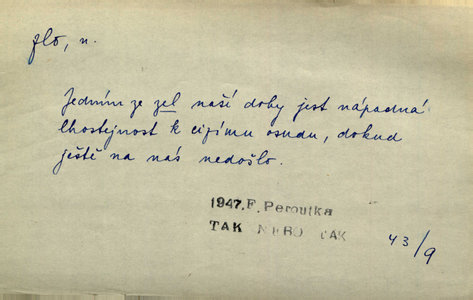 zlo, n.
Jedním ze zel naší doby jest nápadná
lhostejnost k cizímu osudu, dokud
ještě na nás nedošlo.
1947, F. Peroutka
TAK NEBO TAK
43/9